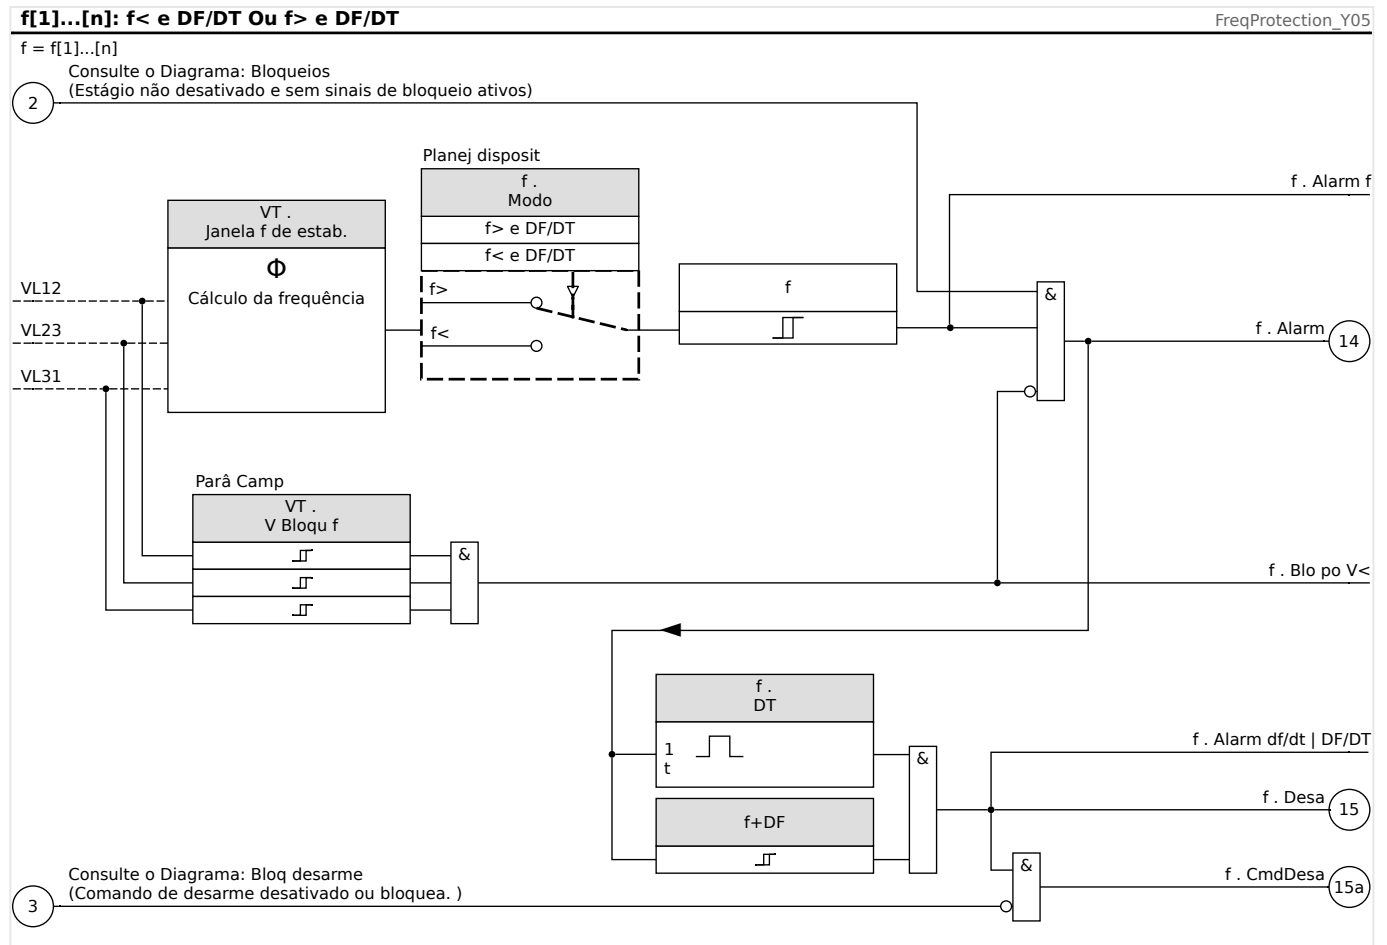 f[1]...[n]: f< e DF/DT Ou f> e DF/DT
FreqProtection_Y05
f = f[1]...[n]
Consulte o Diagrama: Bloqueios
(Estágio não desativado e sem sinais de bloqueio ativos)
2
Planej disposit
f .
Modo
f> e DF/DT
f< e DF/DT
f>
f<
VT .
Janela f de estab.
Φ
Cálculo da frequência
VL12
VL23
VL31
f
&
f . Alarm f
f . Alarm
14
Parâ Camp
VT .
V Bloqu f
&
f . Blo po V<
f .
DT
1
t
f+DF
&
f . Alarm df/dt | DF/DT
f . Desa
15
&
f . CmdDesa
15a
Consulte o Diagrama: Bloq desarme
(Comando de desarme desativado ou bloquea. )
3